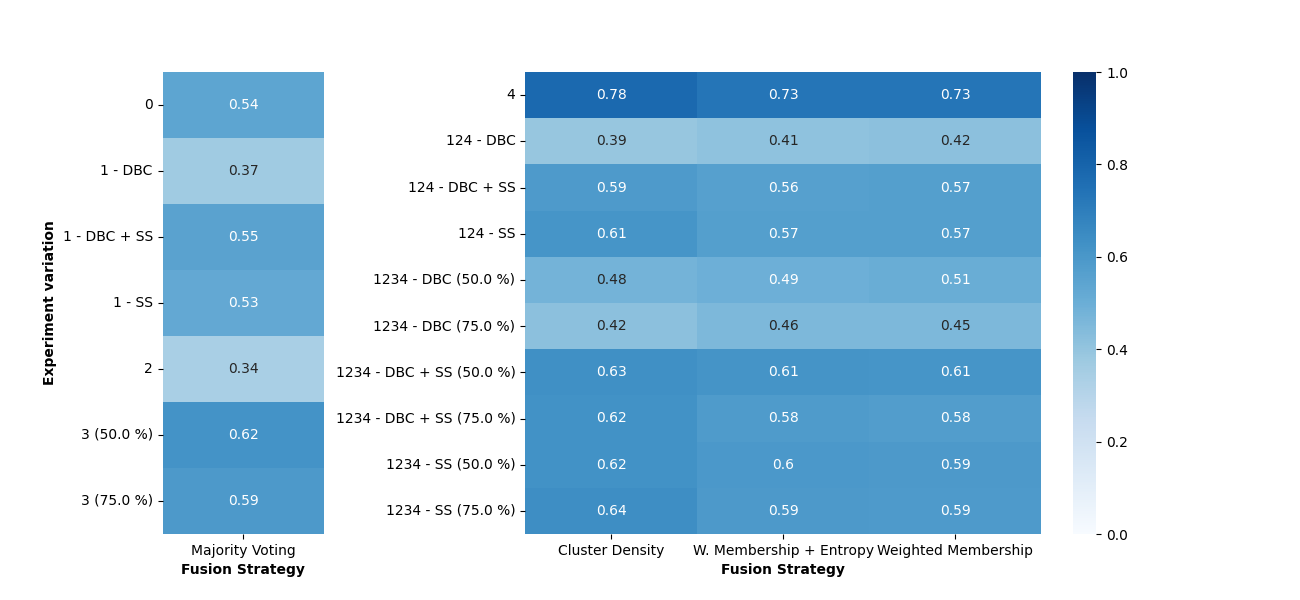 Experiment variation
0 0.54
1 - DBC 0.37
1 - DBC + SS 0.55
1 - SS 0.53
2 0.34
3 (50.0 %) 0.62
3 (75.0 %) 0.59
Majority Voting
Fusion Strategy
4 0.78 0.73 0.73
124 - DBC 0.39 0.41 0.42
124 - DBC + SS 0.59 0.56 0.57
124 - SS 0.61 0.57 0.57
1234 - DBC (50.0 %) 0.48 0.49 0.51
1234 - DBC (75.0 %) 0.42 0.46 0.45
1234 - DBC + SS (50.0 %) 0.63 0.61 0.61
1234 - DBC + SS (75.0 %) 0.62 0.58 0.58
1234 - SS (50.0 %) 0.62 0.6 0.59
1234 - SS (75.0 %) 0.64 0.59 0.59
Cluster Density W. Membership + Entropy Weighted Membership
Fusion Strategy
1.0
0.8
0.6
0.4
0.2
0.0